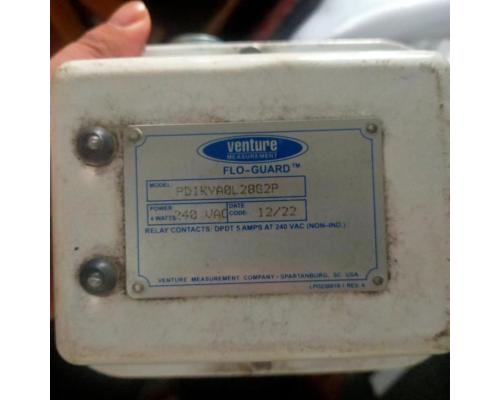 venture
MEASUREMENT
FLO-GUARD™
MODEL: PD1KVA0L28G2P
POWER 4 WATTS: 240 VAC DATE CODE: 12/22
RELAY CONTACTS: DPDT 5 AMPS AT 240 VAC (NON-IND.)
VENTURE MEASUREMENT COMPANY • SPARTANBURG, SC USA